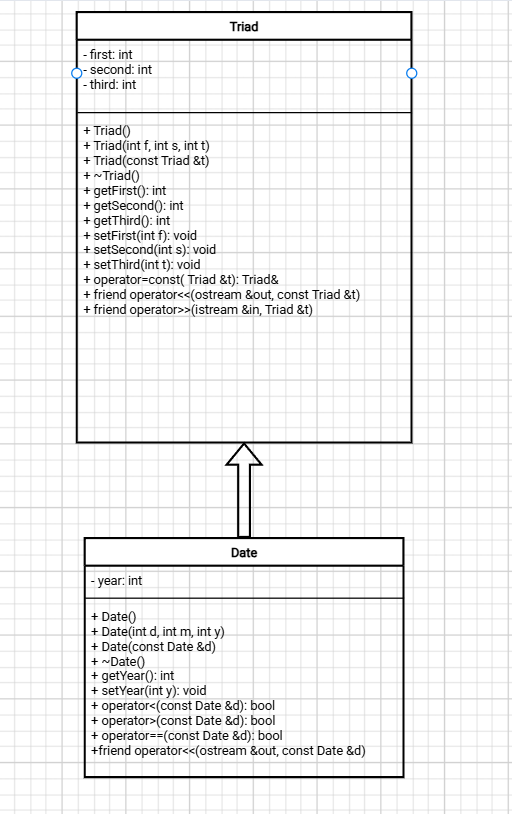 Triad
- first: int
- second: int
- third: int
+ Triad()
+ Triad(int f, int s, int t)
+ Triad(const Triad &t)
+ ~Triad()
+ getFirst(): int
+ getSecond(): int
+ getThird(): int
+ setFirst(int f): void
+ setSecond(int s): void
+ setThird(int t): void
+ operator=const( Triad &t): Triad&
+ friend operator<<(ostream &out, const Triad &t)
+ friend operator>>(istream &in, Triad &t)
Date
- year: int
+ Date()
+ Date(int d, int m, int y)
+ Date(const Date &d)
+ ~Date()
+ getYear(): int
+ setYear(int y): void
+ operator<(const Date &d): bool
+ operator>(const Date &d): bool
+ operator==(const Date &d): bool
+friend operator<<(ostream &out, const Date &d)